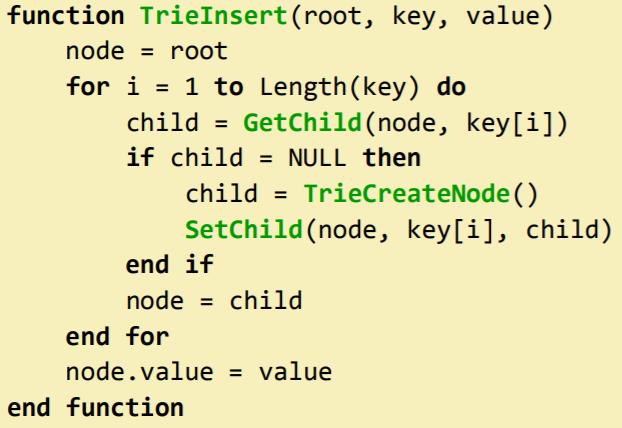 function TrieInsert(root, key, value)
    node = root
    for i = 1 to Length(key) do
        child = GetChild(node, key[i])
        if child = NULL then
            child = TrieCreateNode()
            SetChild(node, key[i], child)
        end if
        node = child
    end for
    node.value = value
end function